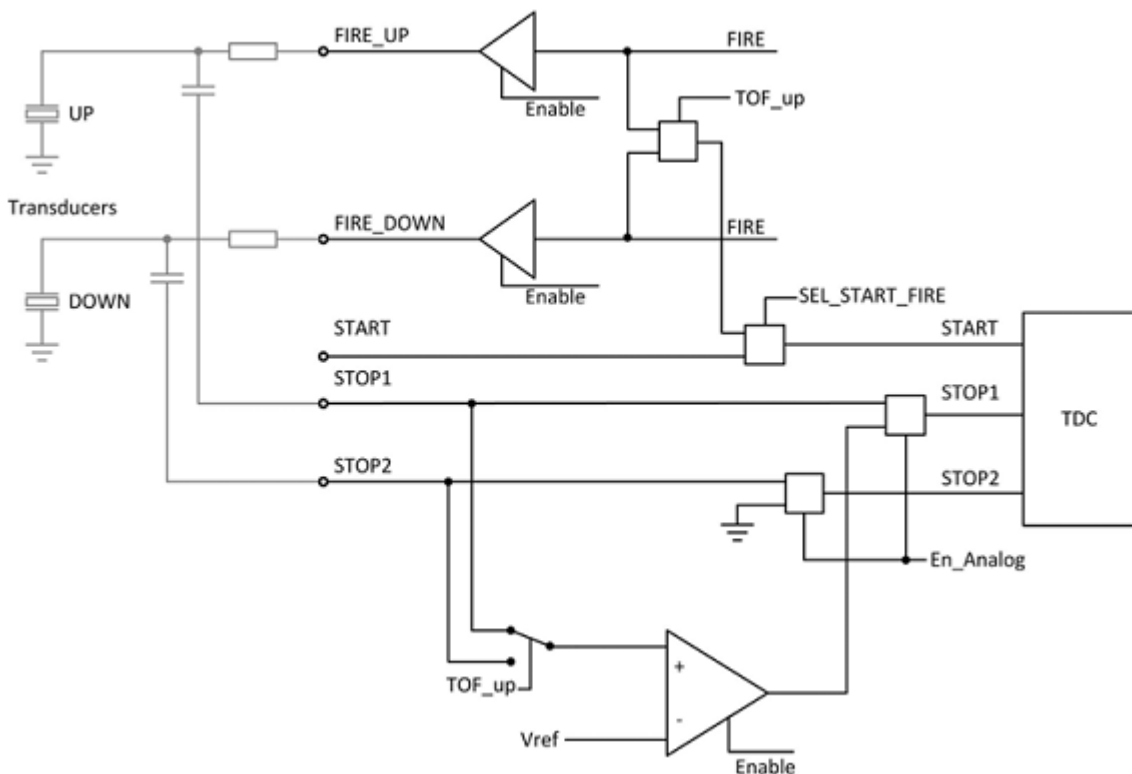 FIRE_UP
FIRE
Enable
TOF_up
UP
Transducers
FIRE_DOWN
FIRE
Enable
DOWN
SEL_START_FIRE
START
START
STOP1
STOP1
TDC
STOP2
STOP2
En_Analog
TOF_up
+
-
Vref
Enable